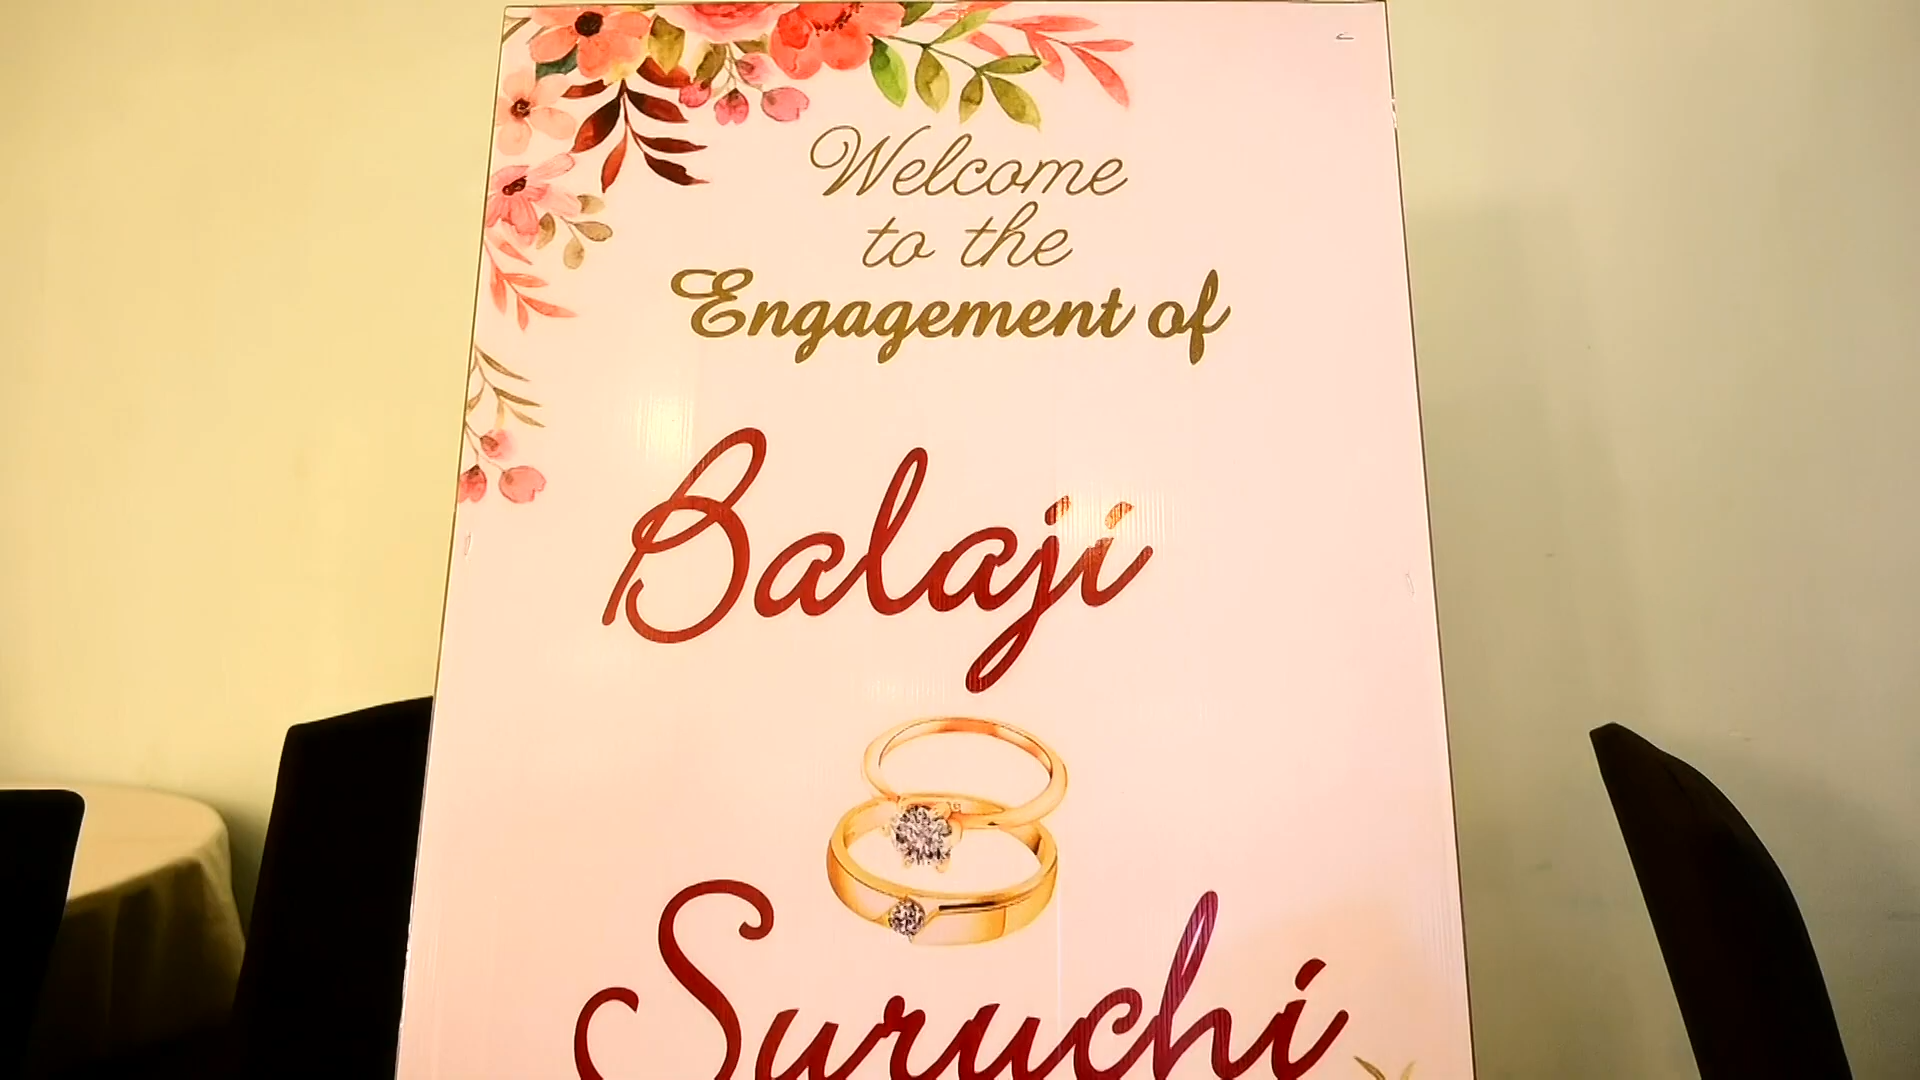 Welcome
to the
Engagement of
Balaji
Suruchi